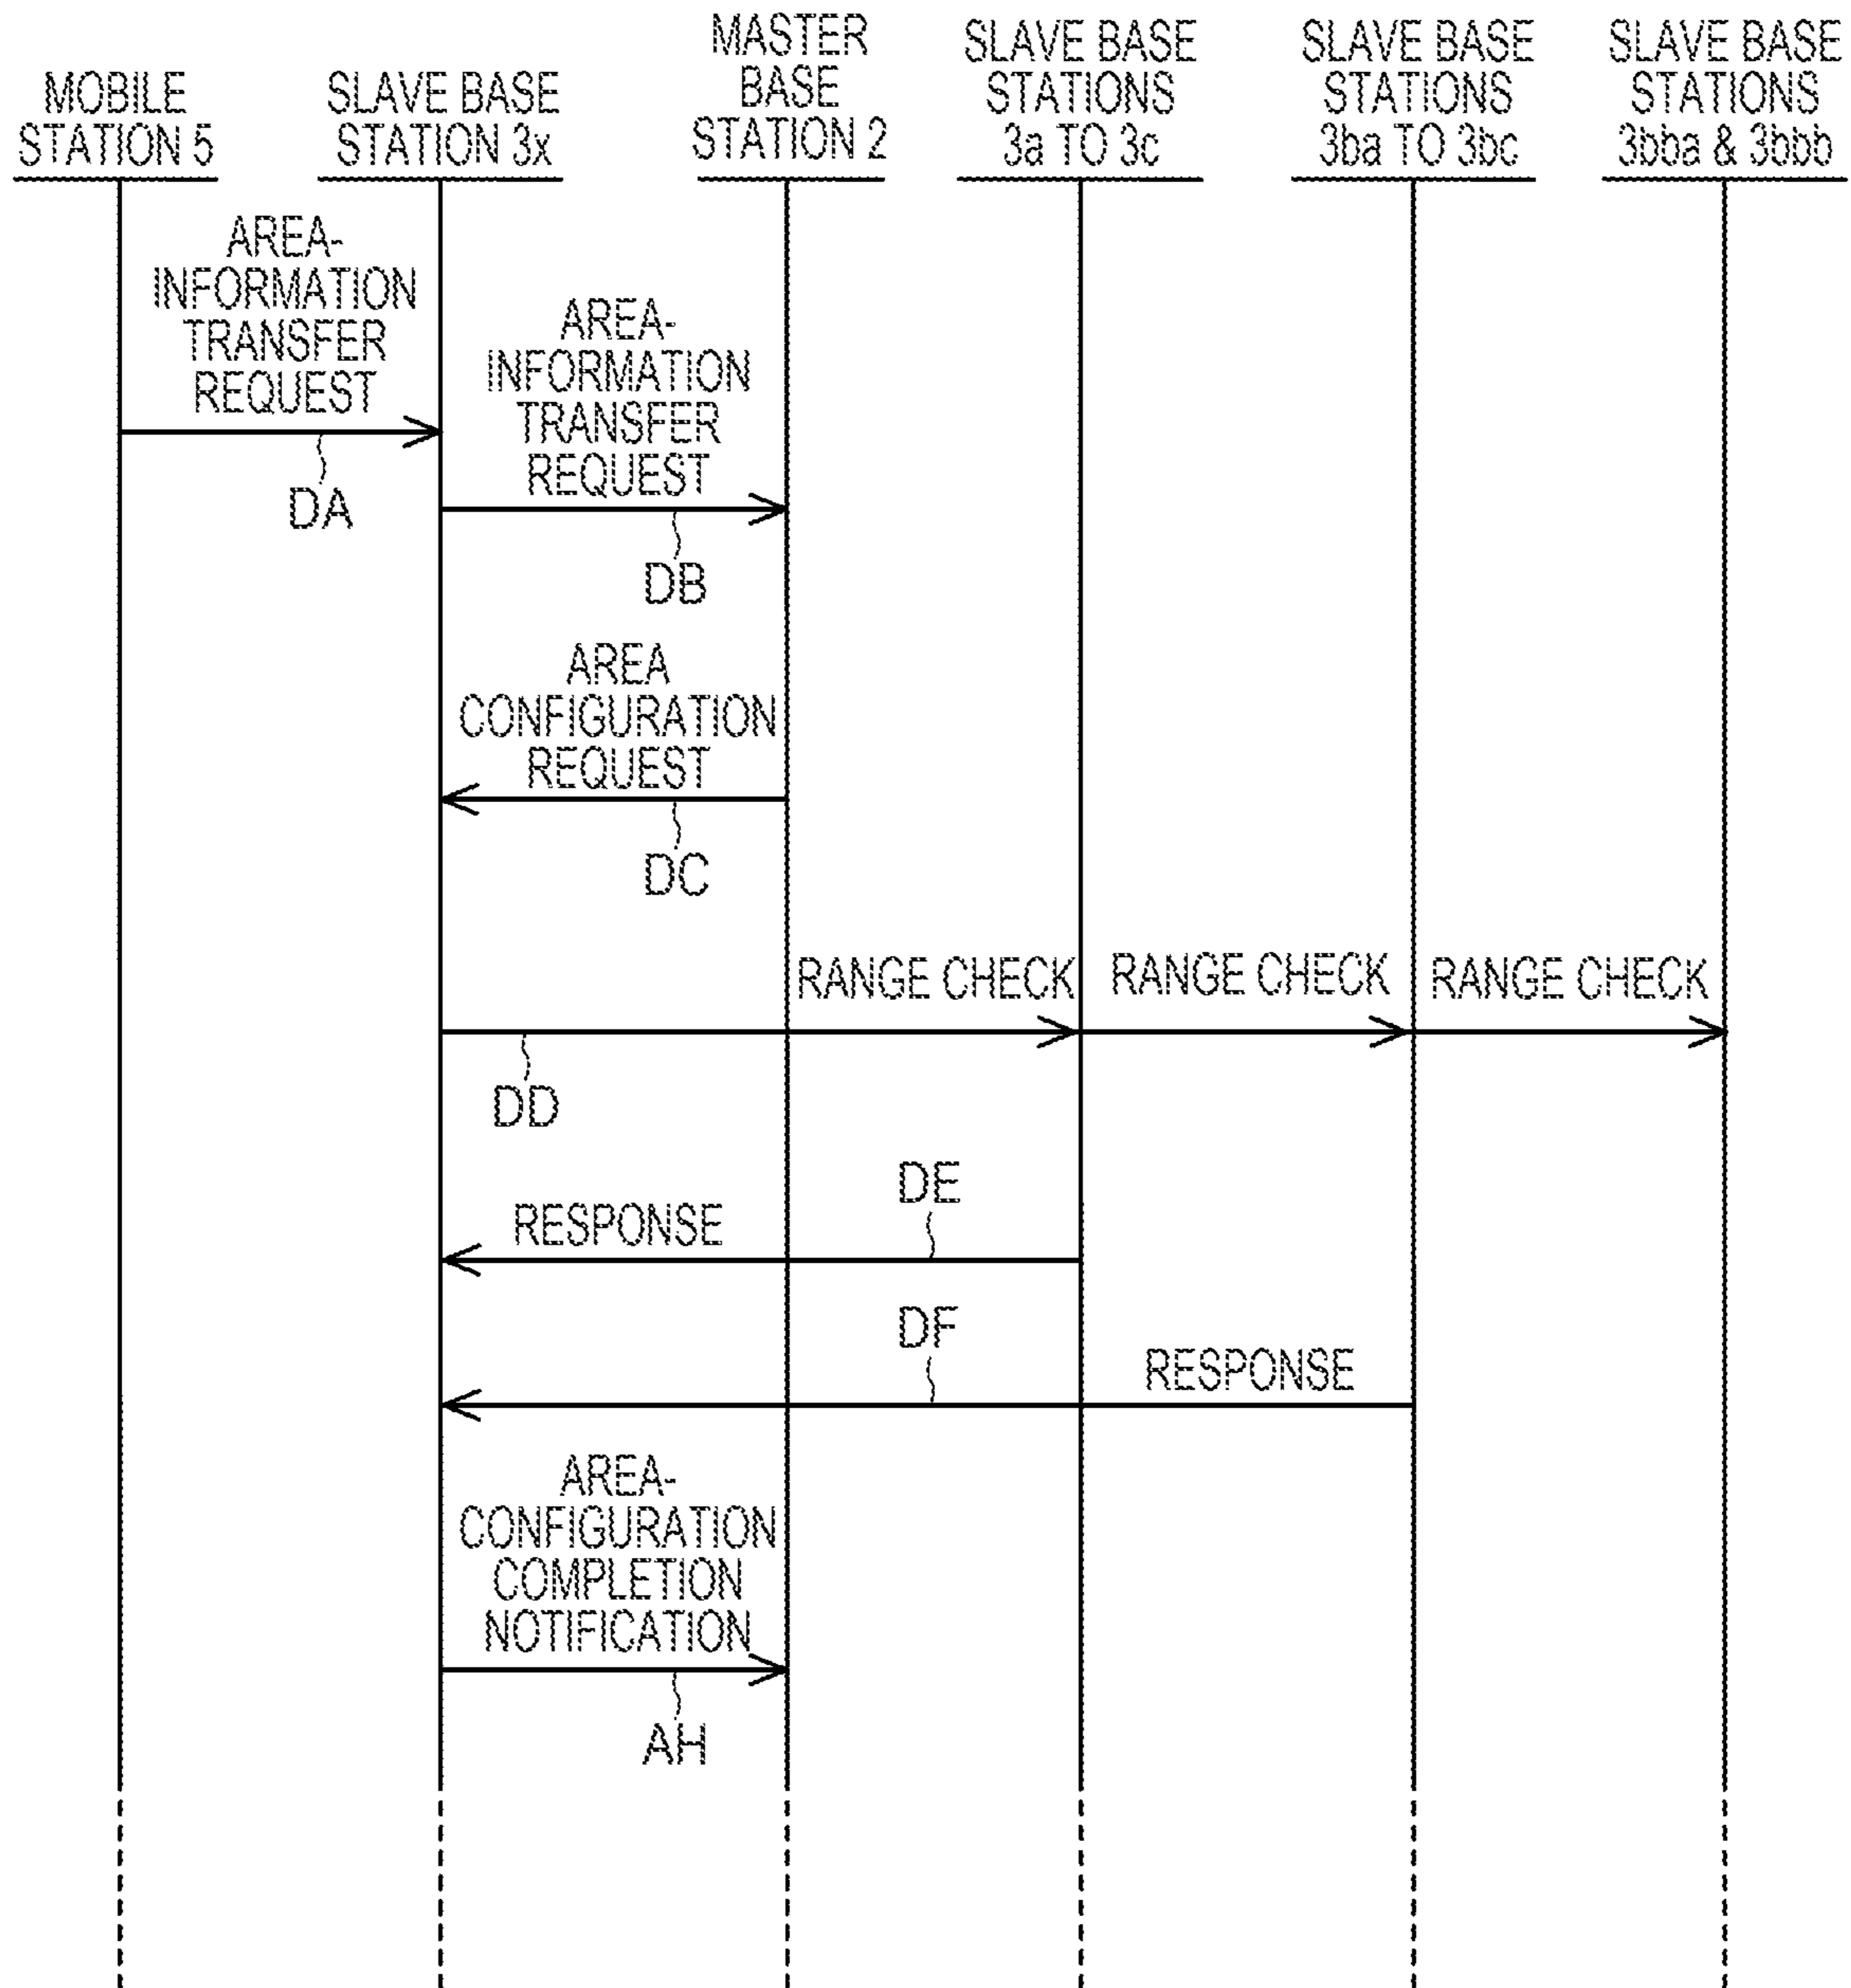 MOBILE
STATION 5
SLAVE BASE
STATION 3x
MASTER
BASE
STATION 2
SLAVE BASE
STATIONS
3a TO 3c
SLAVE BASE
STATIONS
3ba TO 3bc
SLAVE BASE
STATIONS
3bba & 3bbb
AREA-
INFORMATION
TRANSFER
REQUEST
DA
AREA-
INFORMATION
TRANSFER
REQUEST
DB
AREA
CONFIGURATION
REQUEST
DC
RANGE CHECK
RANGE CHECK
RANGE CHECK
DD
DE
RESPONSE
DF
RESPONSE
AREA-
CONFIGURATION
COMPLETION
NOTIFICATION
AH